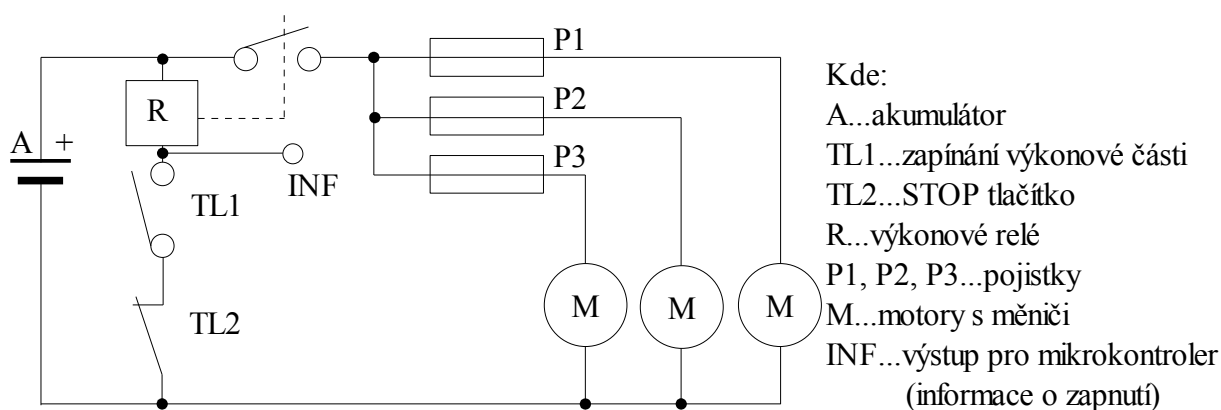 P1
P2
P3
R
A +
INF
TL1
TL2
M
M
M
Kde:
A...akumulátor
TL1...zapínání výkonové části
TL2...STOP tlačítko
R...výkonové relé
P1, P2, P3...pojistky
M...motory s měniči
INF...výstup pro mikrokontroler
(informace o zapnutí)